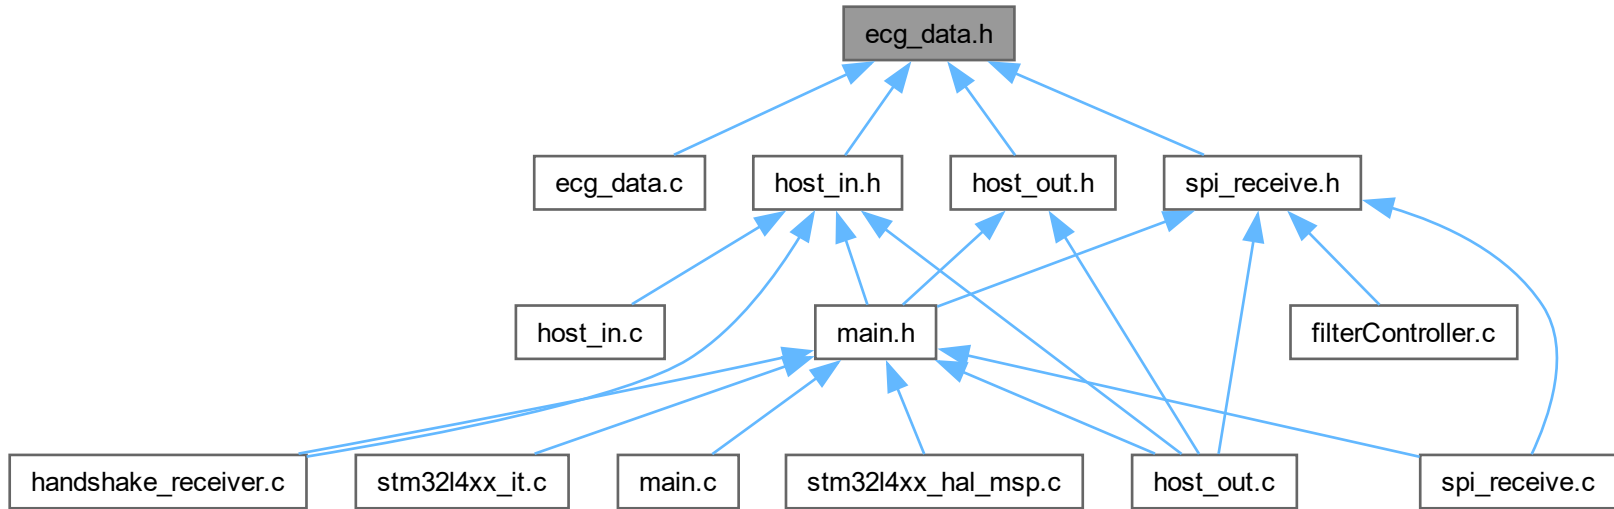 ecg_data.h
ecg_data.c
host_in.h
host_out.h
spi_receive.h
host_in.c
main.h
filterController.c
handshake_receiver.c
stm32l4xx_it.c
main.c
stm32l4xx_hal_msp.c
host_out.c
spi_receive.c